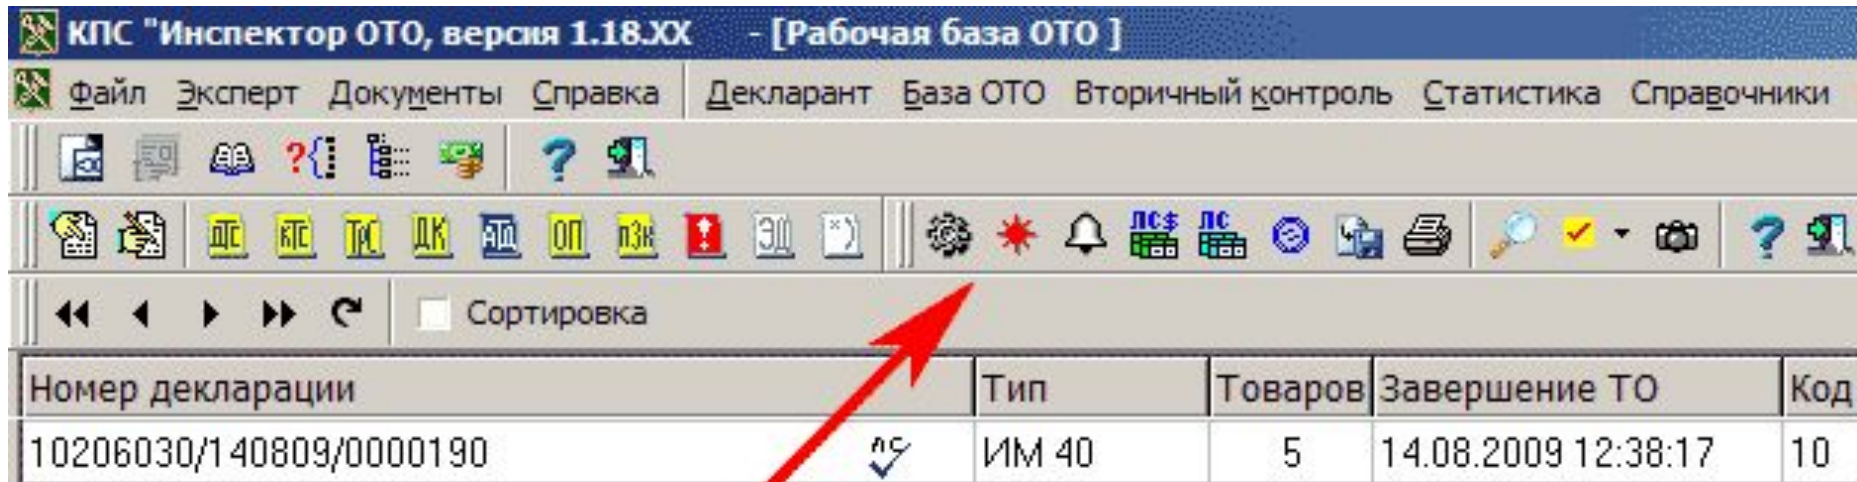 КПС "Инспектор ОТО, версия 1.18.XX - [Рабочая база ОТО ]
Файл Эксперт Документы Справка Декларант База ОТО Вторичный контроль Статистика Справочники
?{
?
ДТС КТС ТРС ДК АТД ОП пЗк ! ЭД *) ЛС$ ЛС ?
Сортировка
Номер декларации Тип Товаров Завершение ТО Код
10206030/140809/0000190 ИМ 40 5 14.08.2009 12:38:17 10